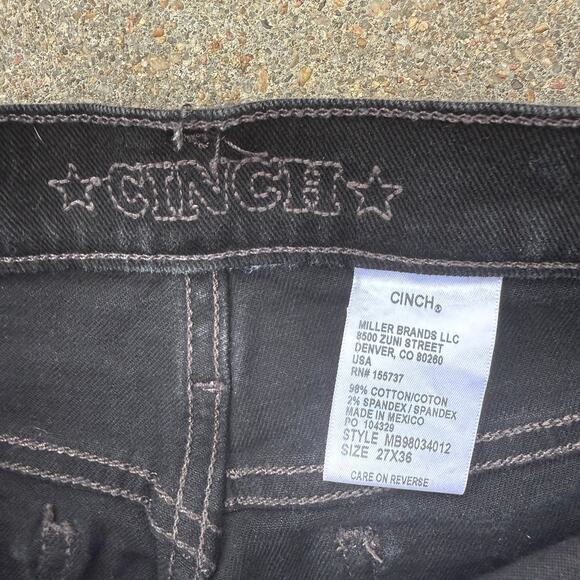 ☆CINCH☆
CINCH®
MILLER BRANDS LLC
8500 ZUNI STREET
DENVER, CO 80260
USA
RN# 155737
98% COTTON/COTON
2% SPANDEX/SPANDEX
MADE IN MEXICO
PO 104329
STYLE MB98034012
SIZE 27X36
CARE ON REVERSE